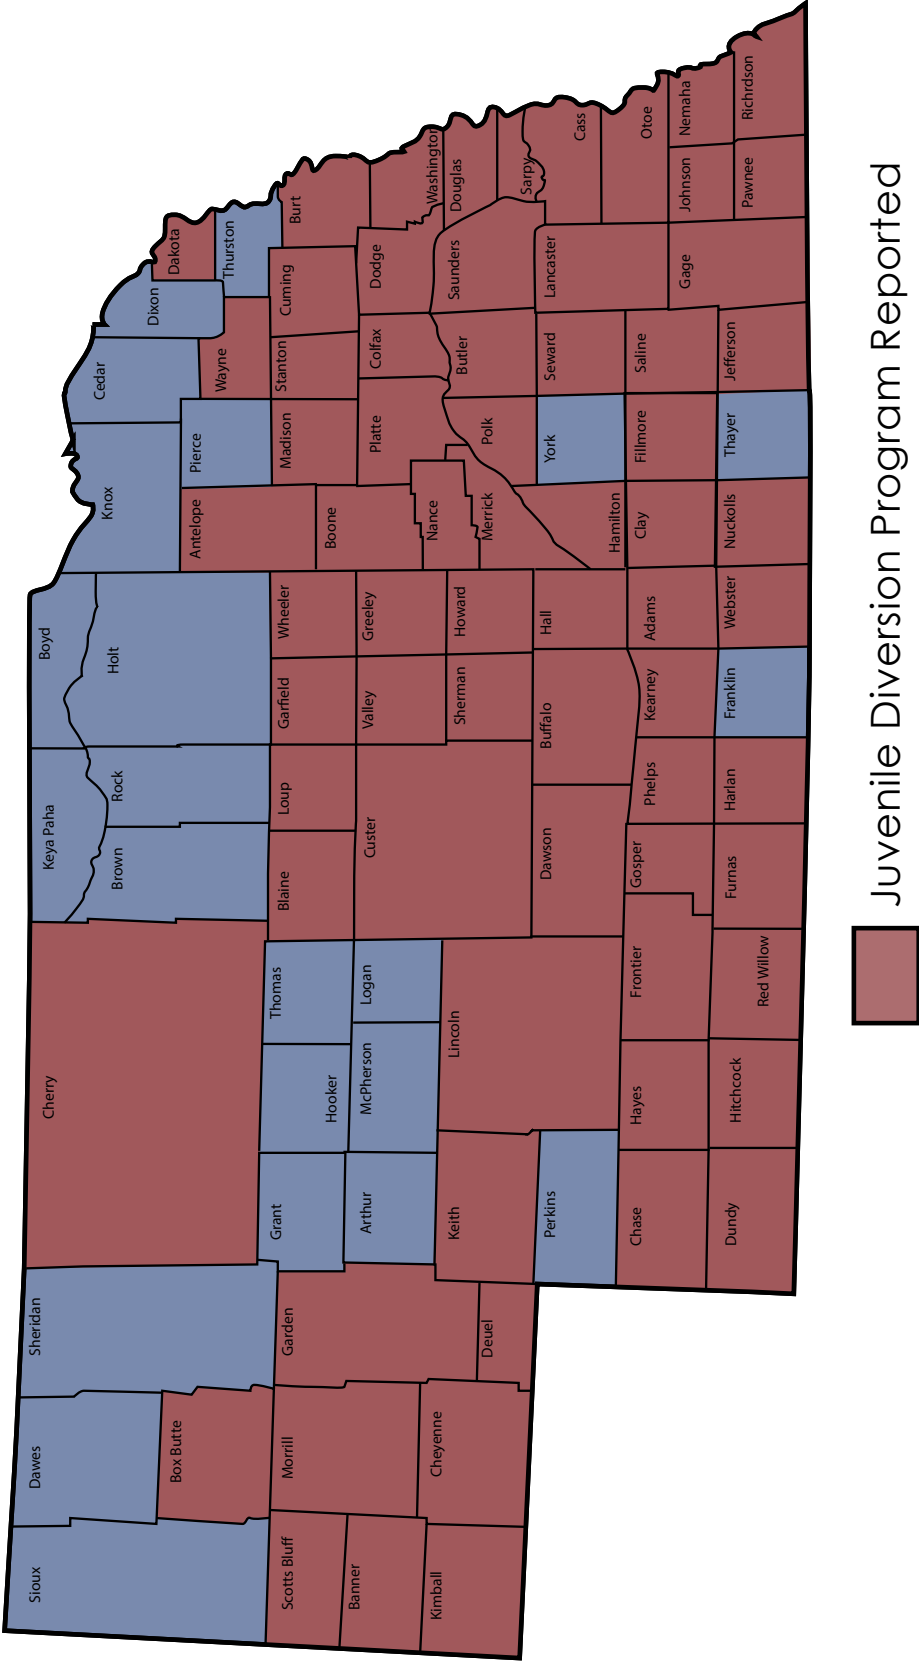 Sioux
Dawes
Sheridan
Box Butte
Scotts Bluff
Banner
Kimball
Morrill
Cheyenne
Garden
Deuel
Cherry
Grant
Hooker
Thomas
Arthur
McPherson
Logan
Keith
Lincoln
Perkins
Chase
Hayes
Frontier
Dundy
Hitchcock
Red Willow
Keya Paha
Boyd
Brown
Rock
Holt
Blaine
Loup
Garfield
Wheeler
Custer
Valley
Greeley
Sherman
Howard
Dawson
Buffalo
Hall
Gosper
Phelps
Kearney
Adams
Furnas
Harlan
Franklin
Webster
Knox
Cedar
Dixon
Dakota
Antelope
Pierce
Wayne
Thurston
Boone
Madison
Stanton
Cuming
Burt
Nance
Platte
Colfax
Dodge
Washington
Merrick
Polk
Butler
Saunders
Douglas
Sarpy
Hamilton
York
Seward
Lancaster
Cass
Clay
Fillmore
Saline
Otoe
Nuckolls
Thayer
Jefferson
Gage
Johnson
Nemaha
Pawnee
Richrdson
Juvenile Diversion Program Reported